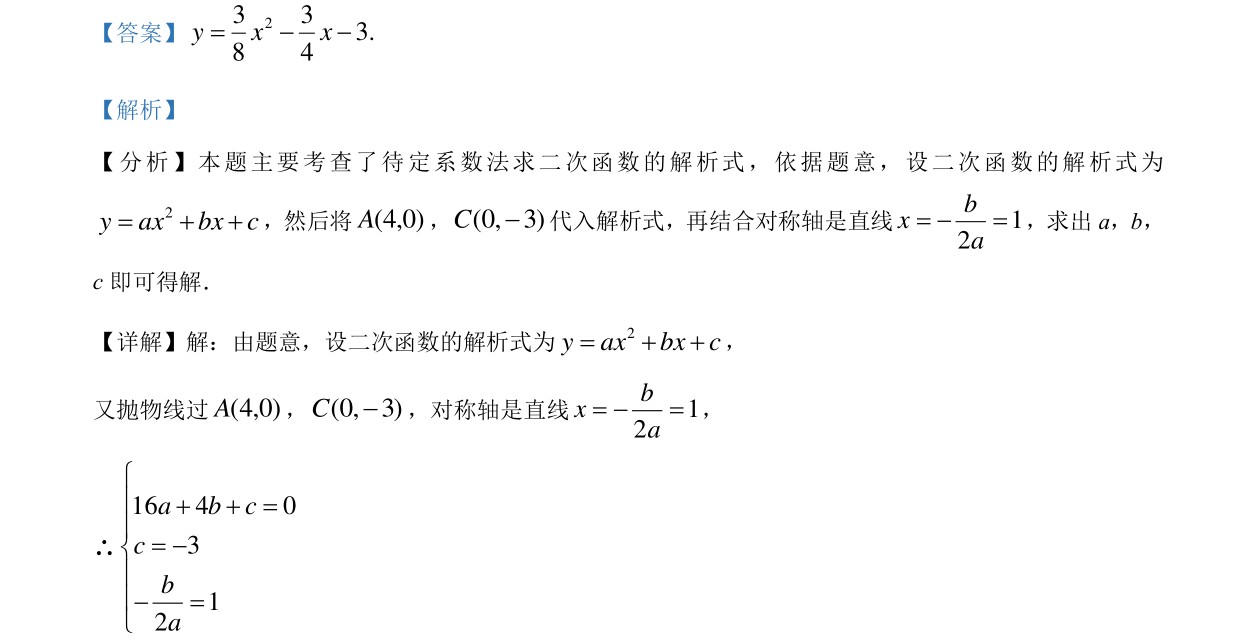 【答案】 y = 3/8 x² − 3/4 x − 3.
【解析】
【分析】本题主要考查了待定系数法求二次函数的解析式，依据题意，设二次函数的解析式为
y = ax² + bx + c，然后将 A(4,0)，C(0,−3)代入解析式，再结合对称轴是直线 x = − b/2a = 1，求出 a，b，
c 即可得解．
【详解】解：由题意，设二次函数的解析式为 y = ax² + bx + c，
又抛物线过 A(4,0)，C(0,−3)，对称轴是直线 x = − b/2a = 1，
∴ {16a + 4b + c = 0
c = −3
− b/2a = 1